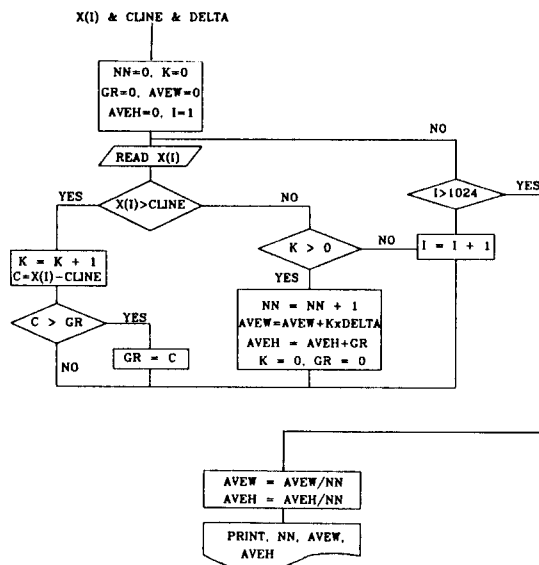 X(I) & CLINE & DELTA
NN=0, K=0
GR=0, AVEW=0
AVEH=0, I=1
NO
READ X(I)
YES
X(I)>CLINE
NO
I>1024
YES
K = K + 1
C=X(I)-CLINE
K > 0
NO
I = I + 1
YES
C > GR
YES
NN = NN + 1
AVEW=AVEW+KxDELTA
AVEH = AVEH+GR
K = 0, GR = 0
NO
GR = C
AVEW = AVEW/NN
AVEH = AVEH/NN
PRINT, NN, AVEW,
AVEH